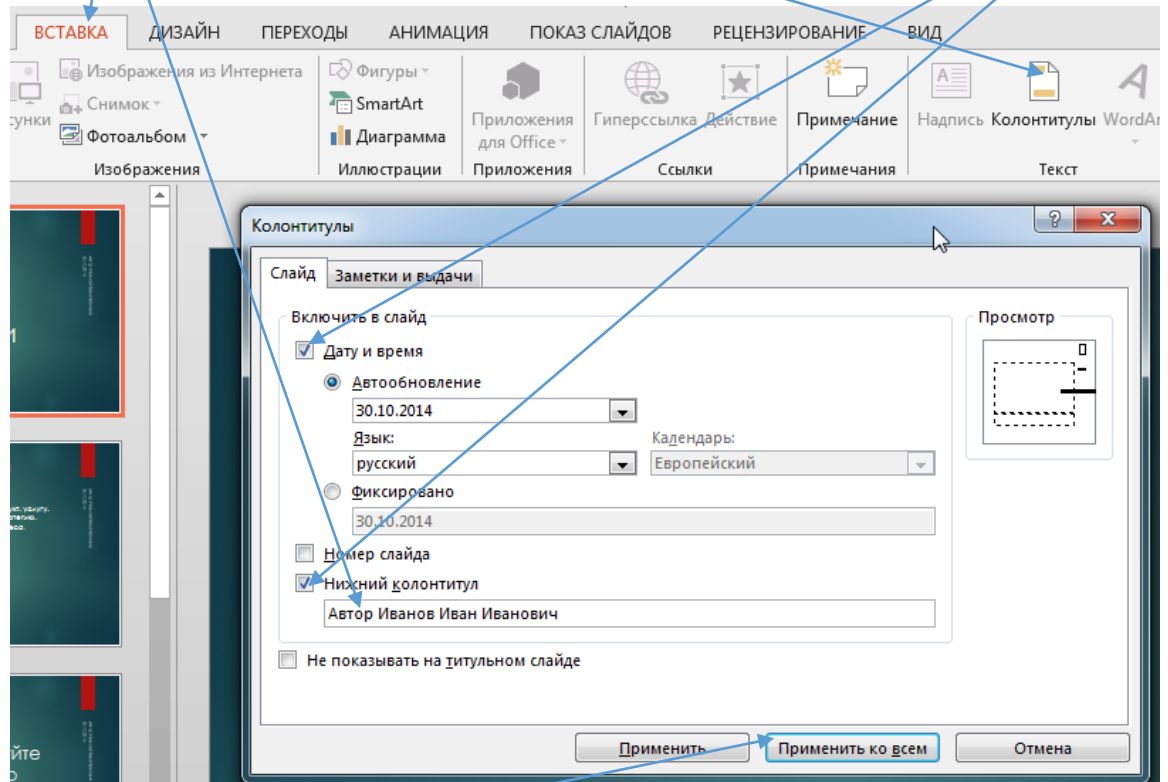 ВСТАВКА ДИЗАЙН ПЕРЕХОДЫ АНИМАЦИЯ ПОКАЗ СЛАЙДОВ РЕЦЕНЗИРОВАНИЕ ВИД
Изображения из Интернета
Снимок
Фотоальбом
Изображения
Фигуры
SmartArt
Диаграмма
Иллюстрации
Приложения
для Office
Приложения
Гиперссылка Действие
Ссылки
Примечание
Примечания
Надпись Колонтитулы
Текст
Колонтитулы
Слайд Заметки и выдачи
Включить в слайд
Дату и время
Автообновление
30.10.2014
Язык: Календарь:
русский Европейский
Фиксировано
30.10.2014
Номер слайда
Нижний колонтитул
Автор Иванов Иван Иванович
Не показывать на титульном слайде
Просмотр
Применить Применить ко всем Отмена